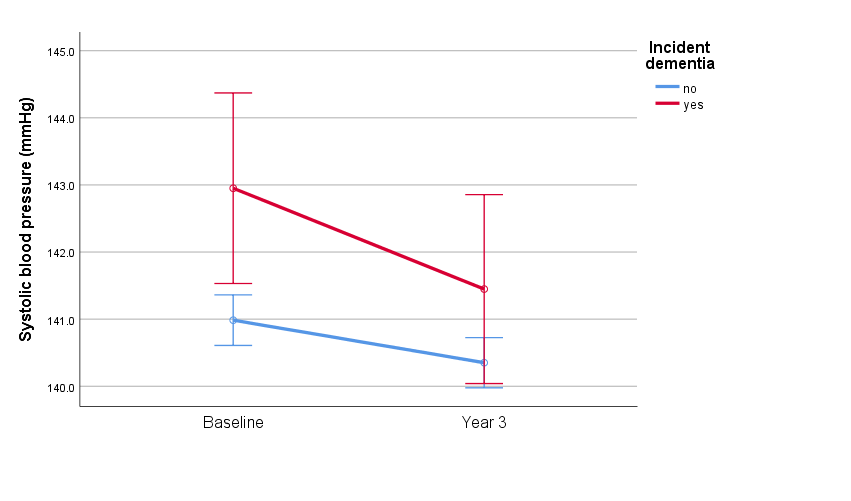 Systolic blood pressure (mmHg)
145.0
144.0
143.0
142.0
141.0
140.0
Baseline
Year 3
Incident
dementia
no
yes